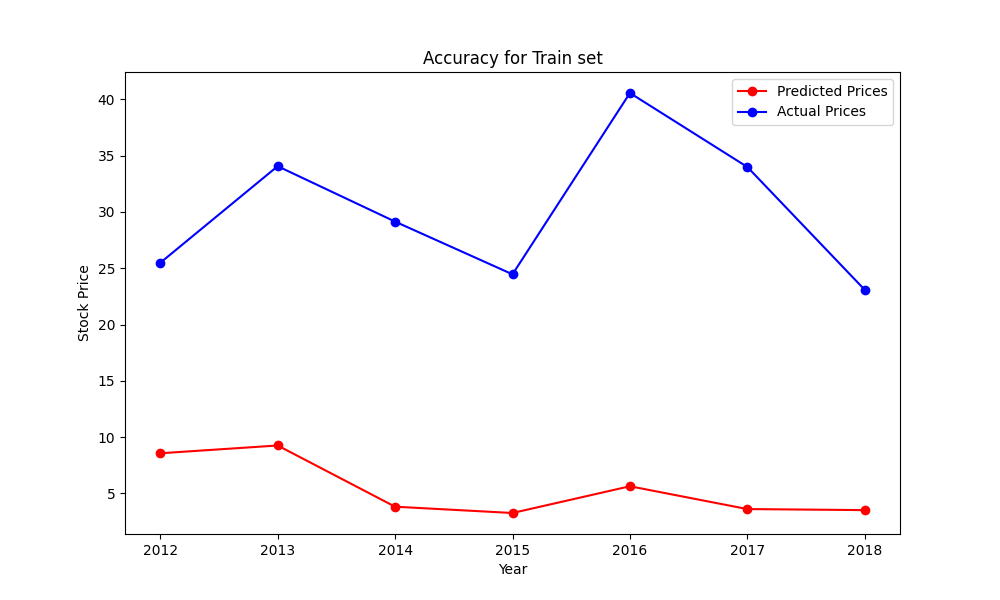 Accuracy for Train set
Predicted Prices
Actual Prices
40
35
30
25
20
15
10
5
Stock Price
2012 2013 2014 2015 2016 2017 2018
Year